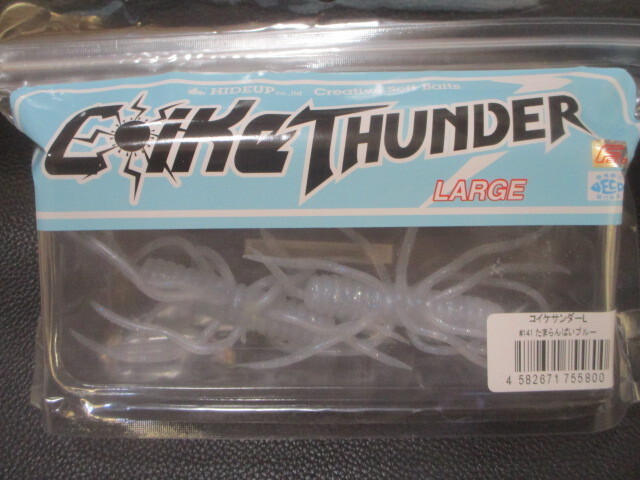 HIDEUP co.,ltd Creative Soft Baits
Coike THUNDER
LARGE
ECO
コイケサンダーL
#141 たまらんばいブルー
4 582671 755800